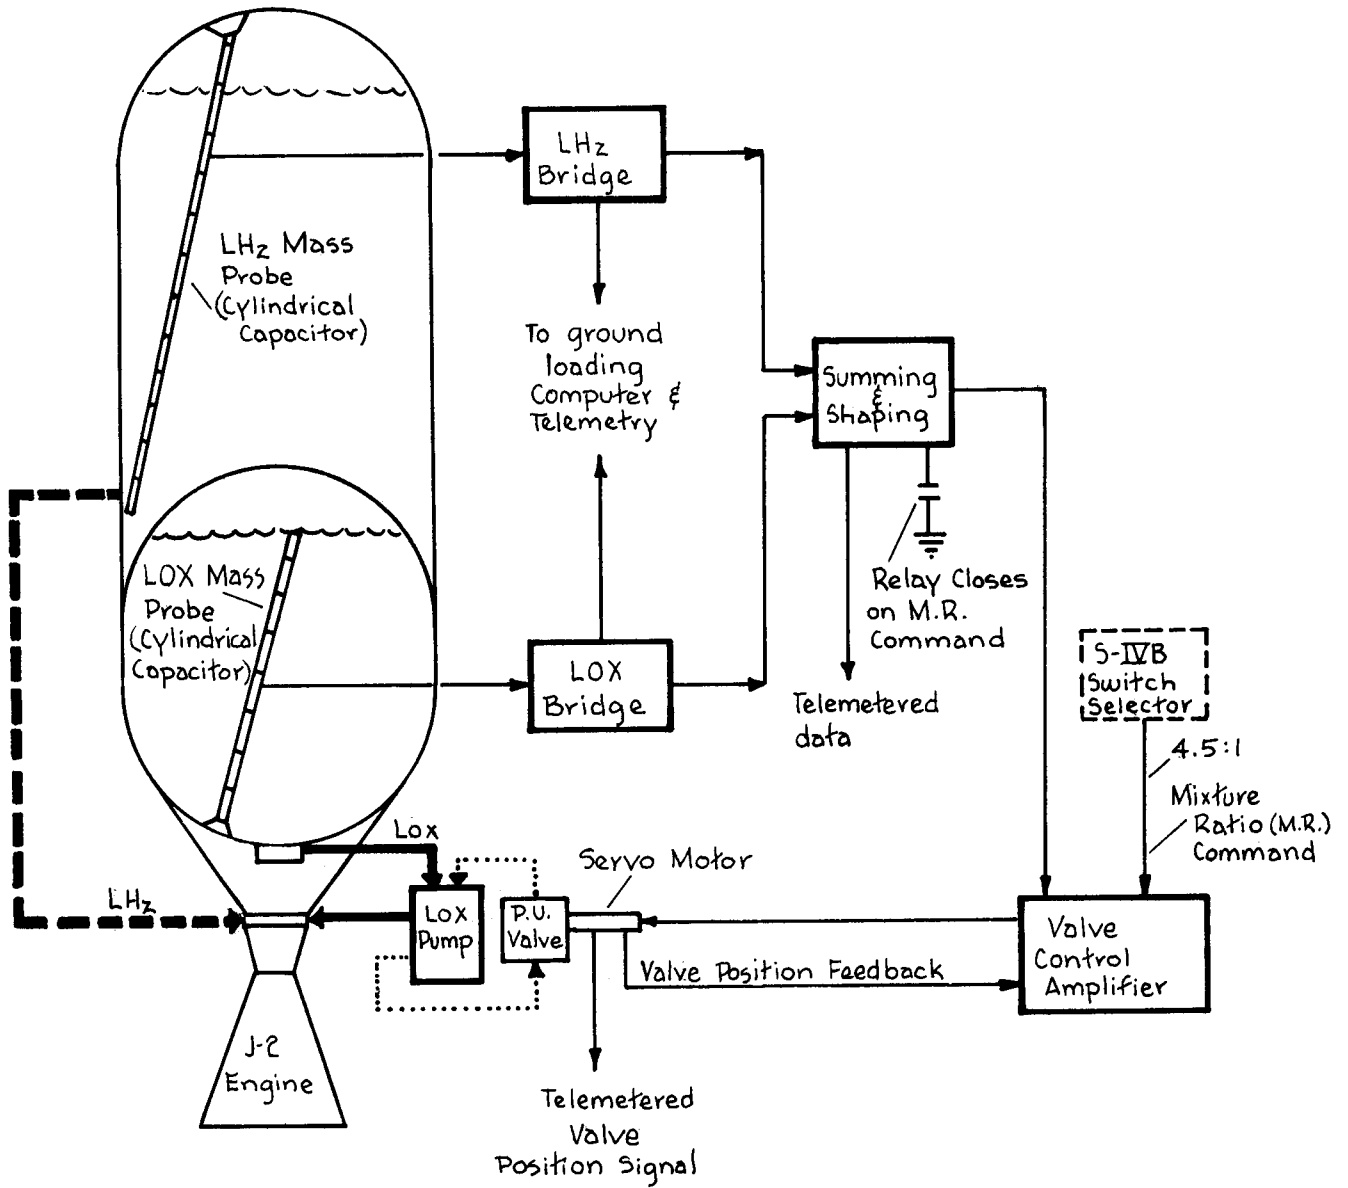 LH2
Bridge
LH2 Mass
Probe
(Cylindrical
Capacitor)
To ground
loading
Computer &
Telemetry
Summing
&
Shaping
Relay Closes
on M.R.
Command
LOX Mass
Probe
(Cylindrical
Capacitor)
LOX
Bridge
Telemetered
data
S-IVB
Switch
Selector
4.5:1
Mixture
Ratio (M.R.)
Command
Lox
Servo Motor
LH2
Lox
Pump
P.U.
Valve
Valve
Control
Amplifier
Valve Position Feedback
J-2
Engine
Telemetered
Valve
Position Signal